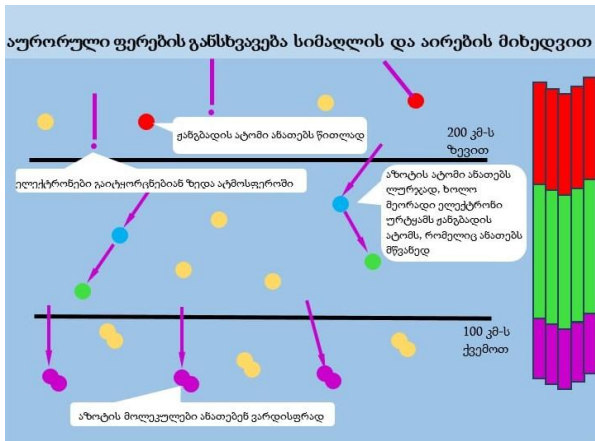 აურორული ფერების განსხვავება სიმაღლის და აირების მიხედვით
ჟანგბადის ატომი ანათებს წითლად
200 კმ-ს
ზევით
ელექტრონები გაიტყორცნებიან ზედა ატმოსფეროში
აზოტის ატომი ანათებს
ლურჯად, ხოლო
მეორადი ელექტრონი
ურტყამს ჟანგბადის
ატომს, რომელიც ანათებს
მწვანედ
100 კმ-ს
ქვემოთ
აზოტის მოლეკულები ანათებენ ვარდისფრად